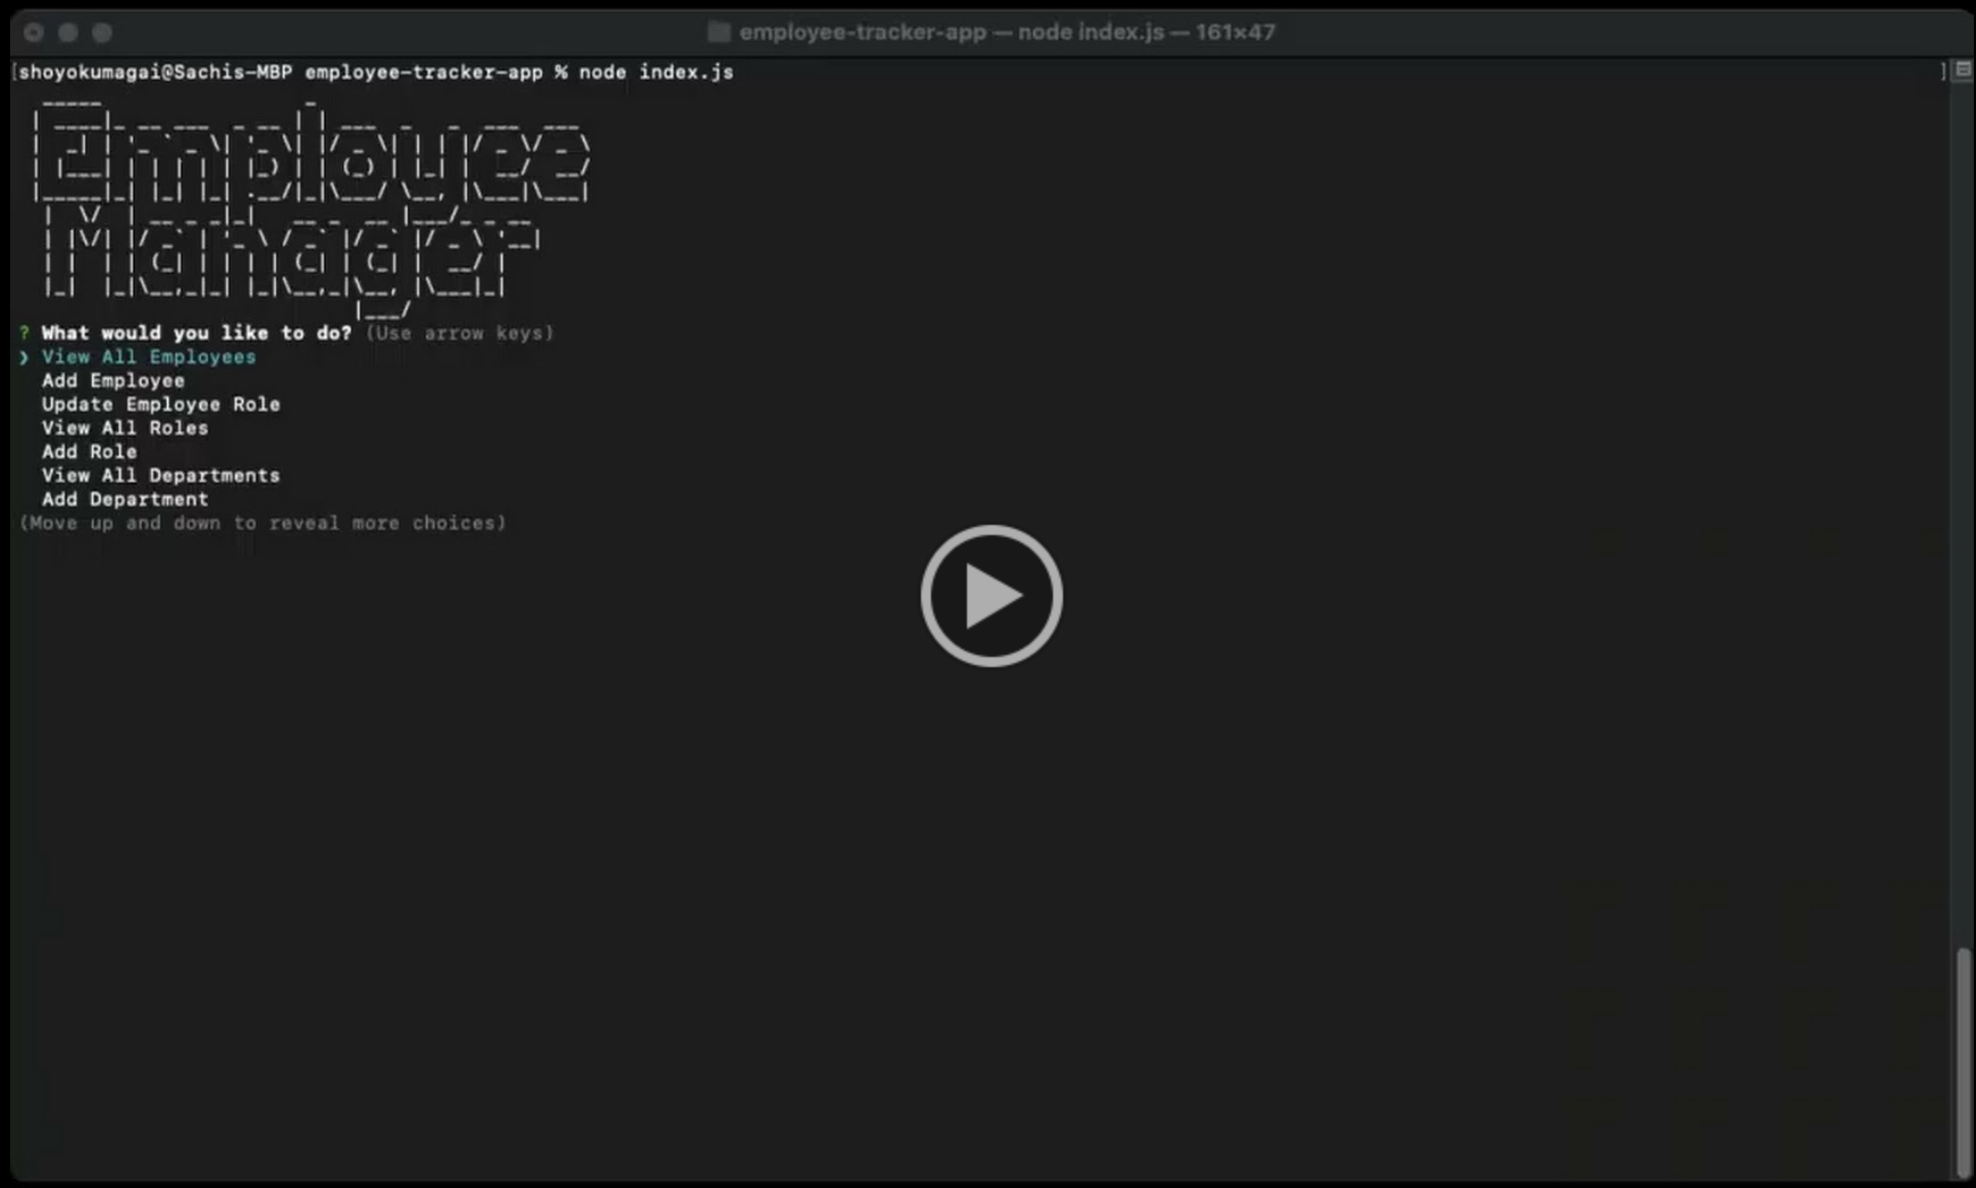 employee-tracker-app — node index.js — 161×47
[shoyokumagai@Sachis-MBP employee-tracker-app % node index.js ]
Employee
Manager
? What would you like to do? (Use arrow keys)
❯ View All Employees
Add Employee
Update Employee Role
View All Roles
Add Role
View All Departments
Add Department
(Move up and down to reveal more choices)